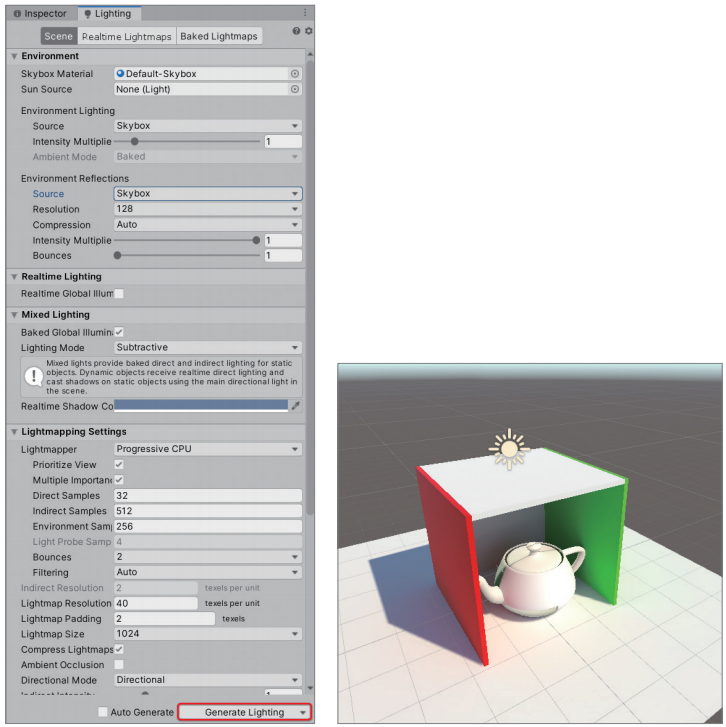 Inspector Lighting
Scene Realtime Lightmaps Baked Lightmaps
Environment
Skybox Material Default-Skybox
Sun Source None (Light)
Environment Lighting
Source Skybox
Intensity Multiplie 1
Ambient Mode Baked
Environment Reflections
Source Skybox
Resolution 128
Compression Auto
Intensity Multiplie 1
Bounces 1
Realtime Lighting
Realtime Global Illum
Mixed Lighting
Baked Global Illumin
Lighting Mode Subtractive
Mixed lights provide baked direct and indirect lighting for static
objects. Dynamic objects receive realtime direct lighting and
cast shadows on static objects using the main directional light in
the scene.
Realtime Shadow Co
Lightmapping Settings
Lightmapper Progressive CPU
Prioritize View
Multiple Importanc
Direct Samples 32
Indirect Samples 512
Environment Samp 256
Light Probe Samp 4
Bounces 2
Filtering Auto
Indirect Resolution 2 texels per unit
Lightmap Resolution 40 texels per unit
Lightmap Padding 2 texels
Lightmap Size 1024
Compress Lightmaps
Ambient Occlusion
Directional Mode Directional
Indirect Intensity 1
Auto Generate Generate Lighting